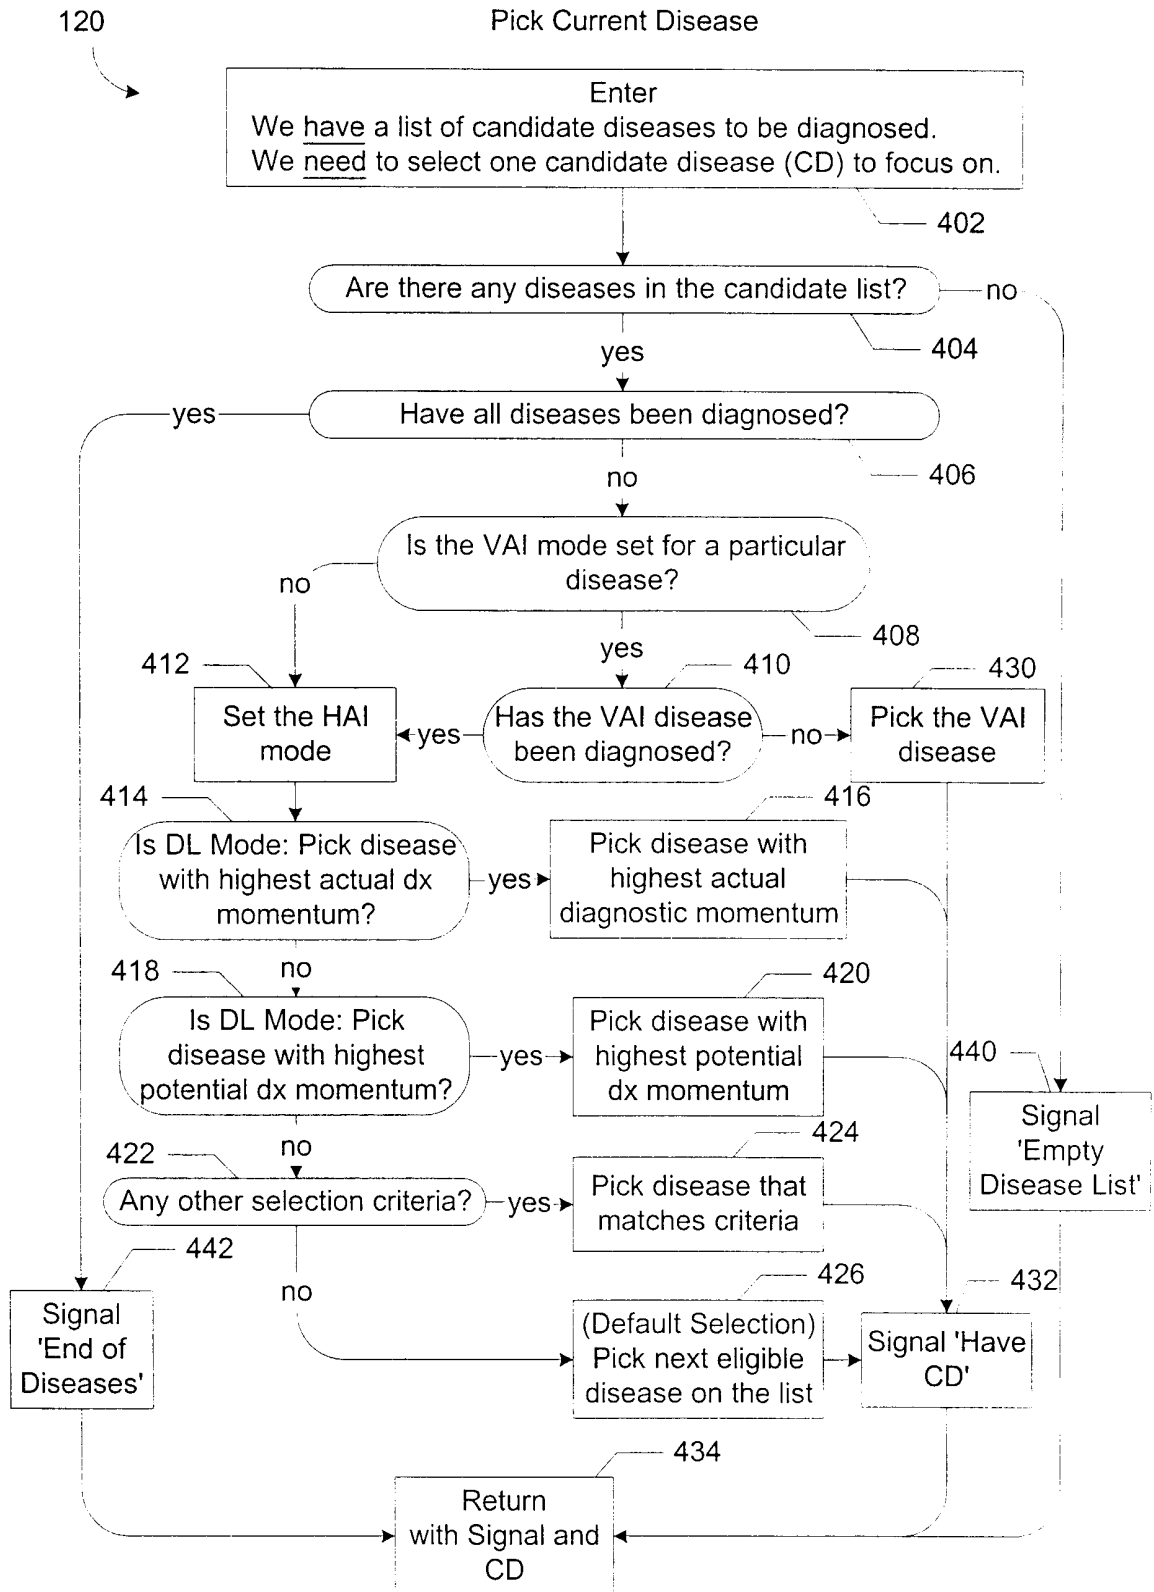 120
Pick Current Disease
Enter
We have a list of candidate diseases to be diagnosed.
We need to select one candidate disease (CD) to focus on.
402
Are there any diseases in the candidate list?
no
404
yes
yes
Have all diseases been diagnosed?
406
no
Is the VAI mode set for a particular
disease?
no
408
yes
412
410
430
Set the HAI
mode
yes
Has the VAI disease
been diagnosed?
no
Pick the VAI
disease
414
416
Is DL Mode: Pick disease
with highest actual dx
momentum?
yes
Pick disease with
highest actual
diagnostic momentum
no
418
420
Is DL Mode: Pick
disease with highest
potential dx momentum?
yes
Pick disease with
highest potential
dx momentum
440
Signal
'Empty
Disease List'
no
422
424
Any other selection criteria?
yes
Pick disease that
matches criteria
442
no
426
432
Signal
'End of
Diseases'
(Default Selection)
Pick next eligible
disease on the list
Signal 'Have
CD'
434
Return
with Signal and
CD